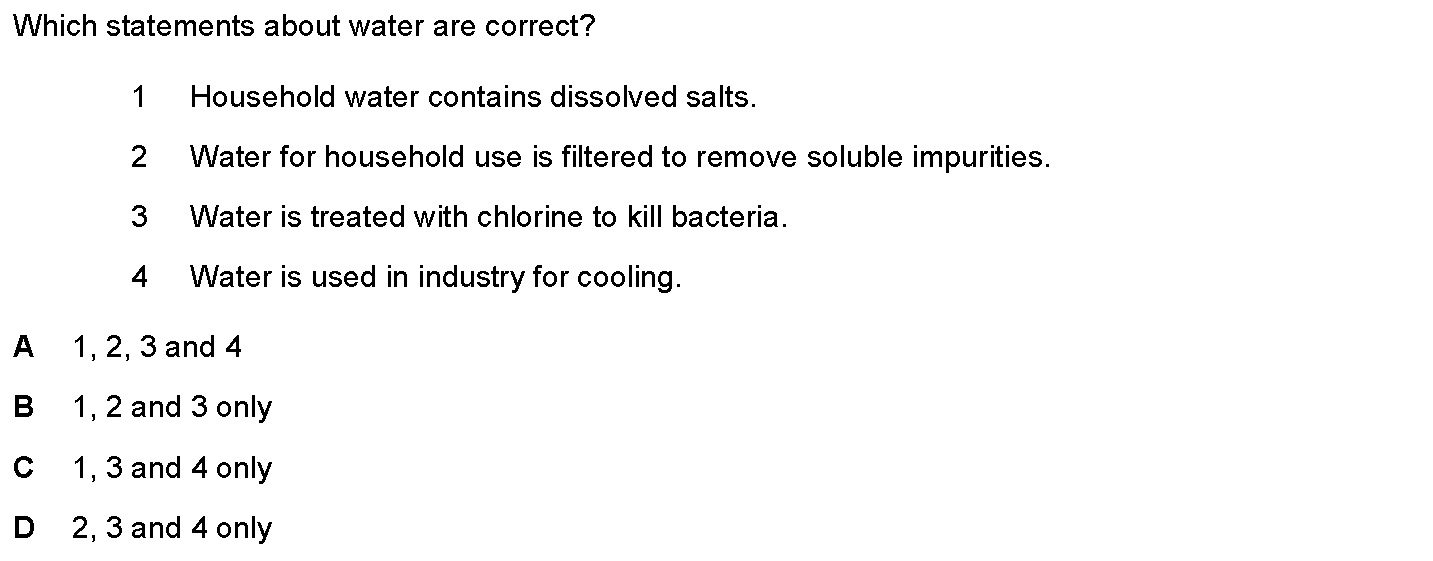 Which statements about water are correct?
1 Household water contains dissolved salts.
2 Water for household use is filtered to remove soluble impurities.
3 Water is treated with chlorine to kill bacteria.
4 Water is used in industry for cooling.
A 1, 2, 3 and 4
B 1, 2 and 3 only
C 1, 3 and 4 only
D 2, 3 and 4 only